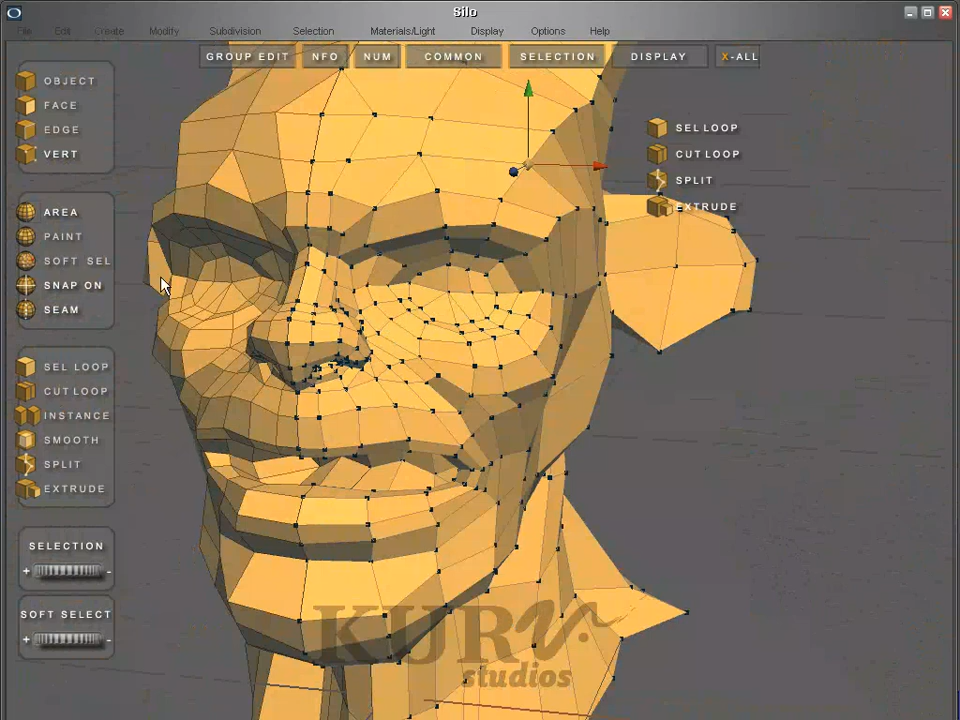 Silo
File Edit Create Modify Subdivision Selection Materials/Light Display Options Help
GROUP EDIT NFO NUM COMMON SELECTION DISPLAY X-ALL
OBJECT
FACE
EDGE
VERT
SEL LOOP
CUT LOOP
SPLIT
EXTRUDE
AREA
PAINT
SOFT SEL
SNAP ON
SEAM
SEL LOOP
CUT LOOP
INSTANCE
SMOOTH
SPLIT
EXTRUDE
SELECTION
+ -
SOFT SELECT
+ -
KURV
studios